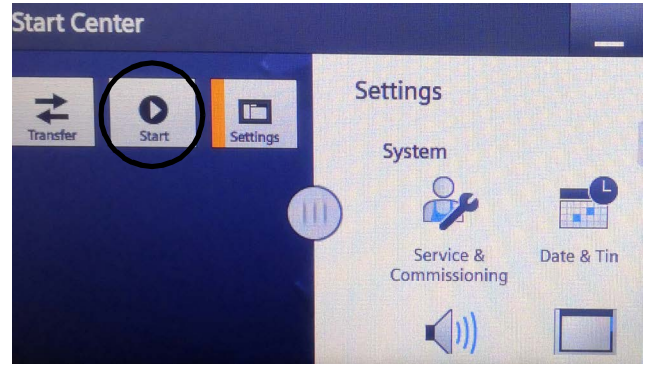 Start Center
Transfer
Start
Settings
Settings
System
Service &
Commissioning
Date & Tin